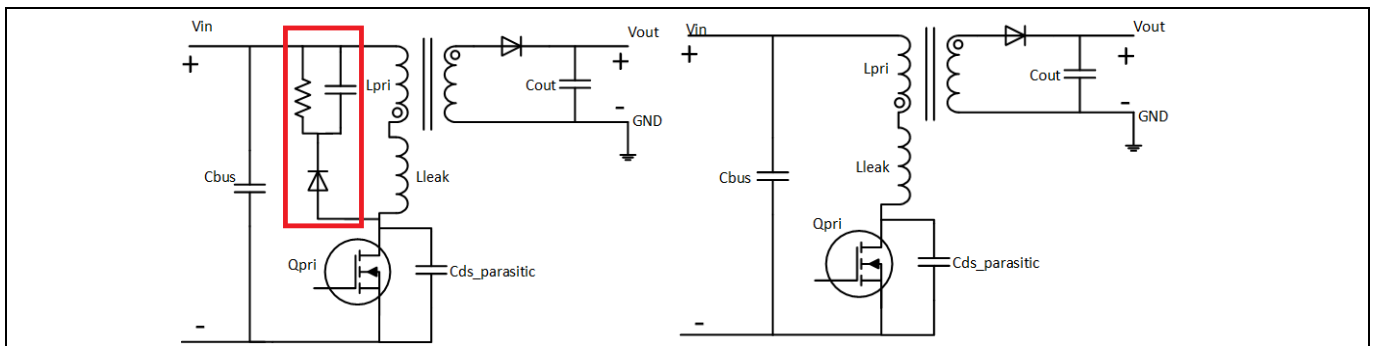 Vin
Vout
+
+
Lpri
Cout
-
GND
Cbus
Lleak
Qpri
Cds_parasitic
-
Vin
Vout
+
+
Lpri
Cout
-
GND
Lleak
Cbus
Qpri
Cds_parasitic
-